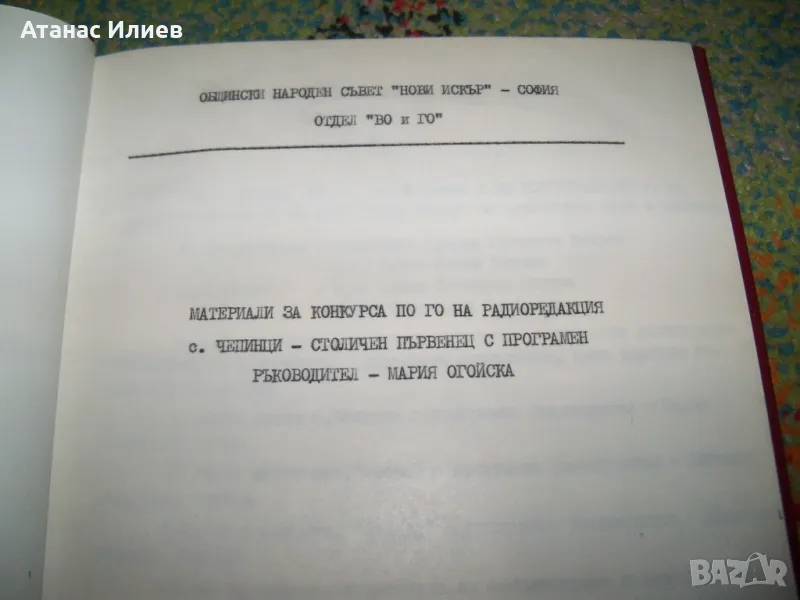 Атанас Илиев
ОБЩИНСКИ НАРОДЕН СЪВЕТ "НОВИ ИСКЪР" - СОФИЯ
ОТДЕЛ "ВО и ГО"
МАТЕРИАЛИ ЗА КОНКУРСА ПО ГО НА РАДИОРЕДАКЦИЯ
с. ЧЕПИНЦИ - СТОЛИЧЕН ПЪРВЕНЕЦ С ПРОГРАМЕН
РЪКОВОДИТЕЛ - МАРИЯ ОГОЙСКА
BAZAR